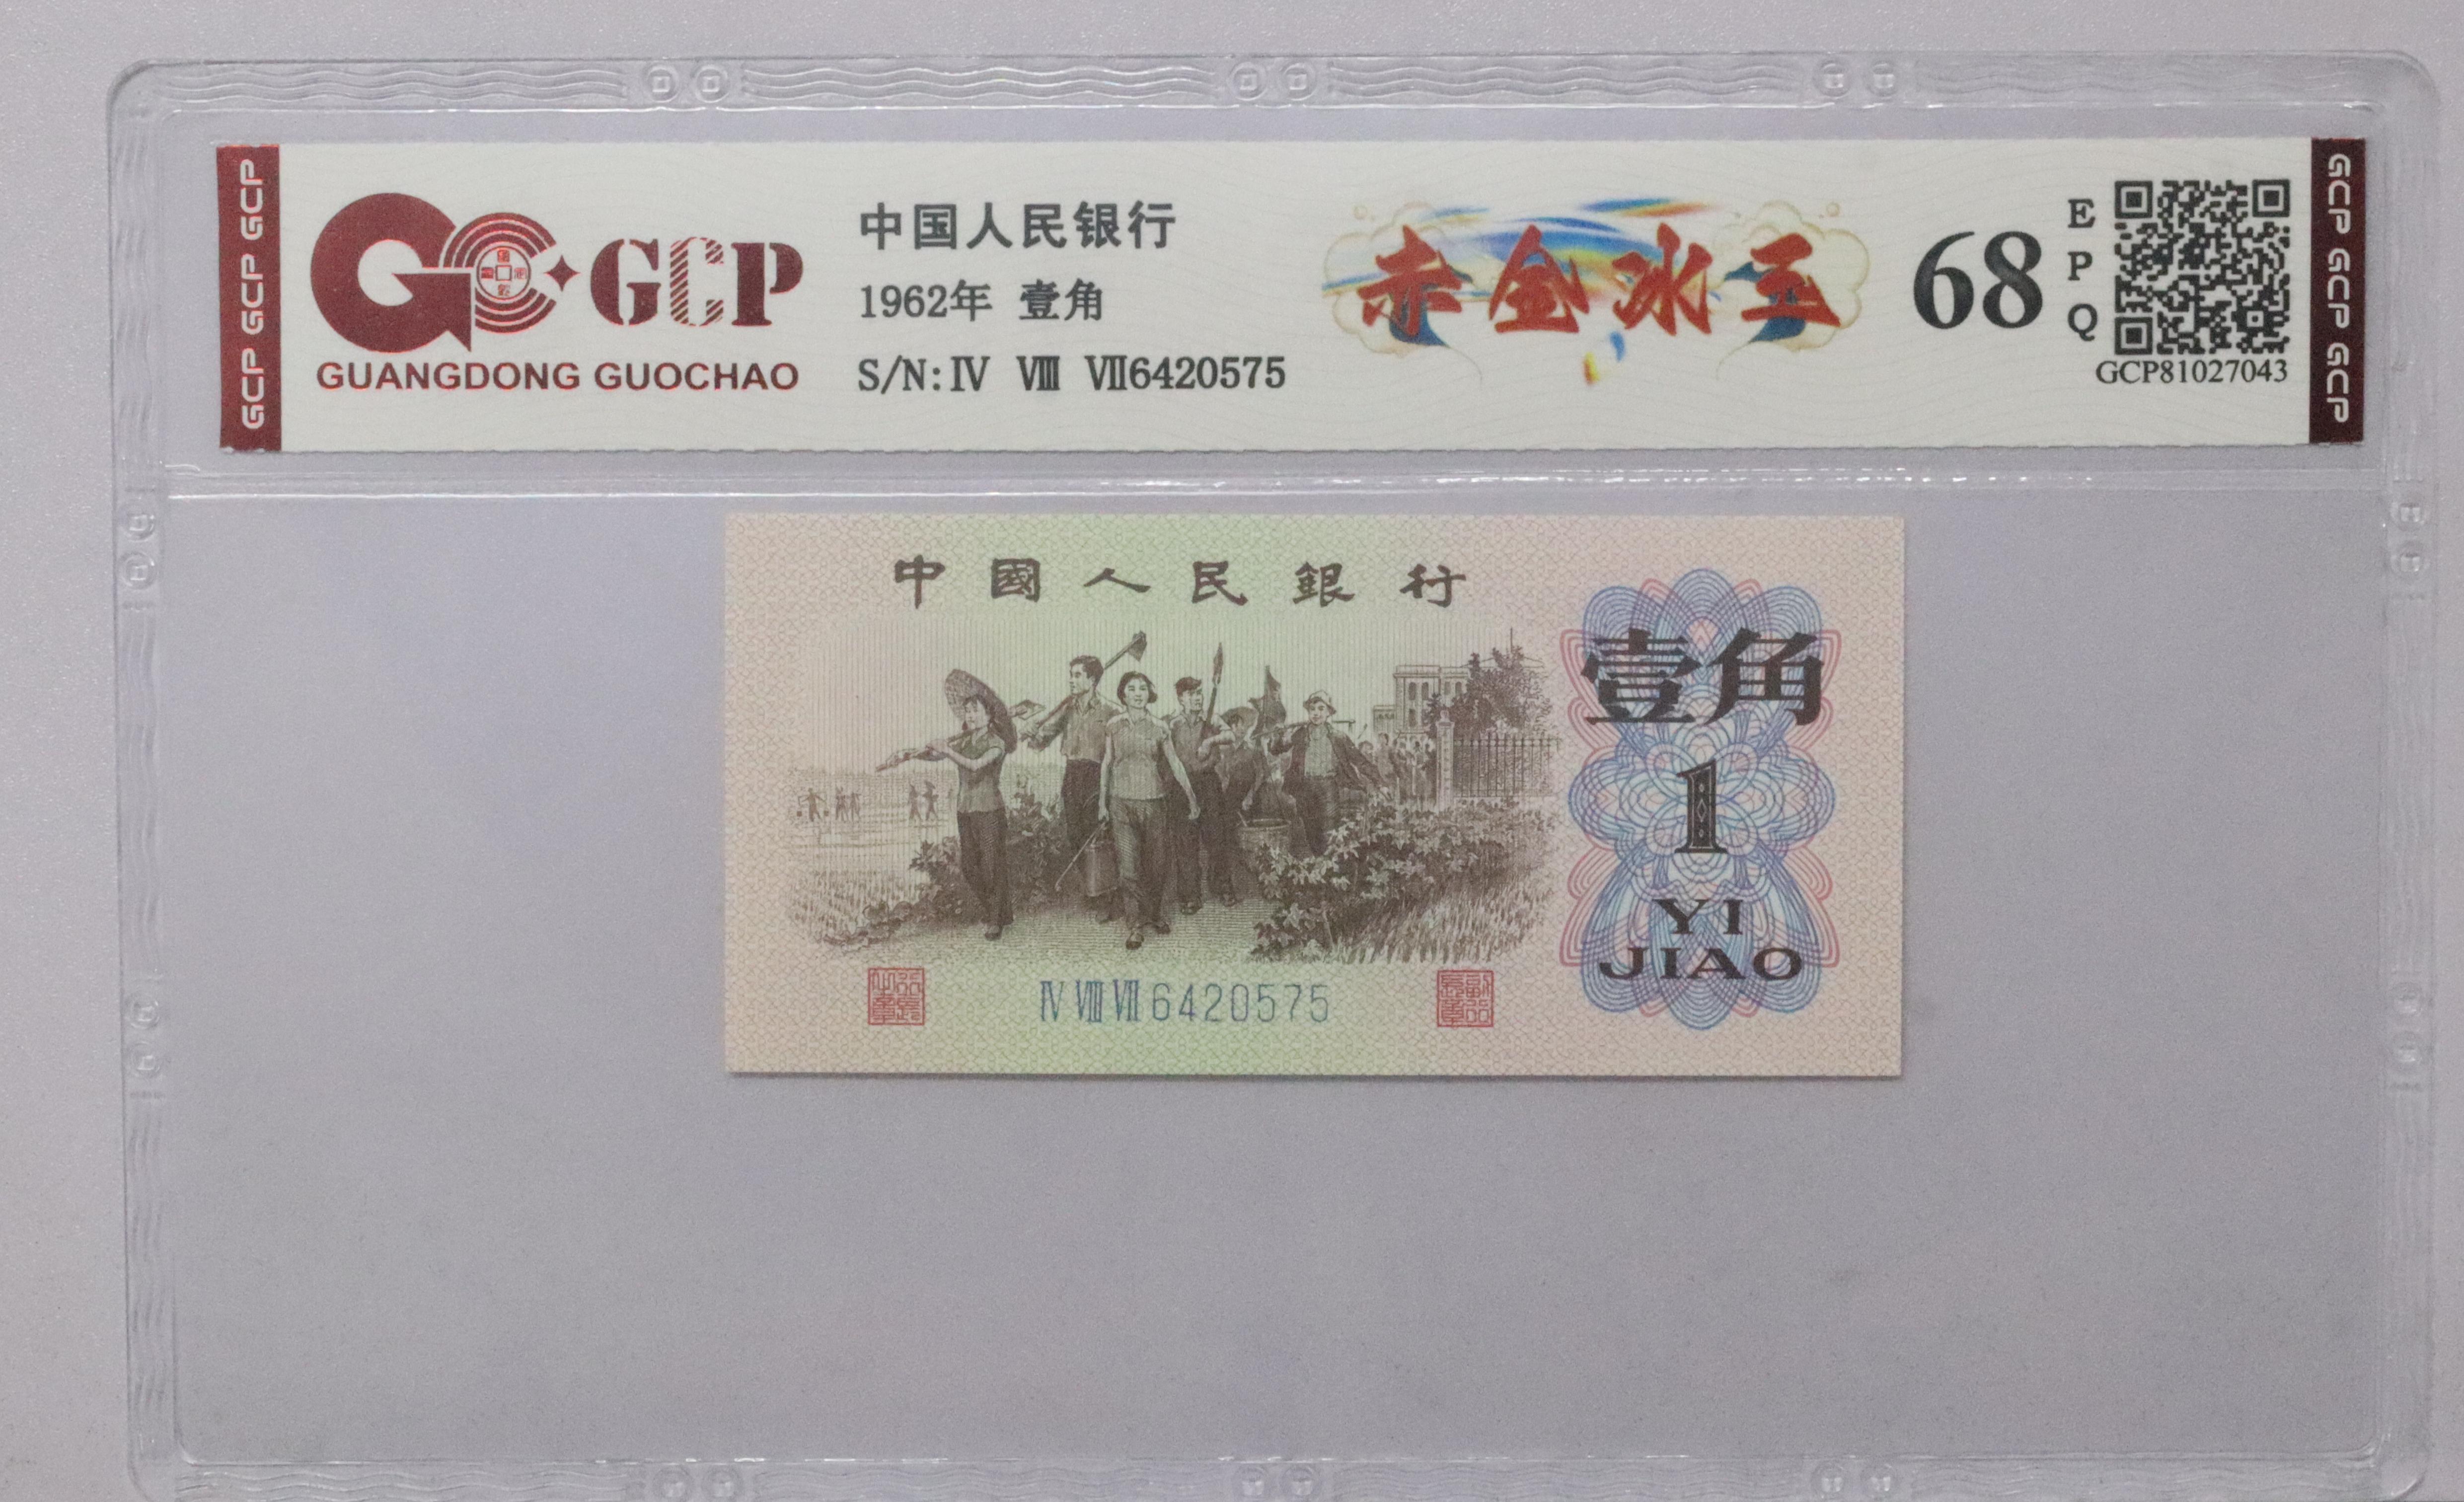 GCP GCP GCP
GCP
GUANGDONG GUOCHAO
中国人民银行
1962年 壹角
S/N:Ⅳ Ⅷ Ⅶ6420575
赤金冰王
68
E
P
Q
GCP81027043
GCP GCP GCP
中國人民銀行
壹角
1
YI
JIAO
Ⅳ Ⅷ Ⅶ 6420575